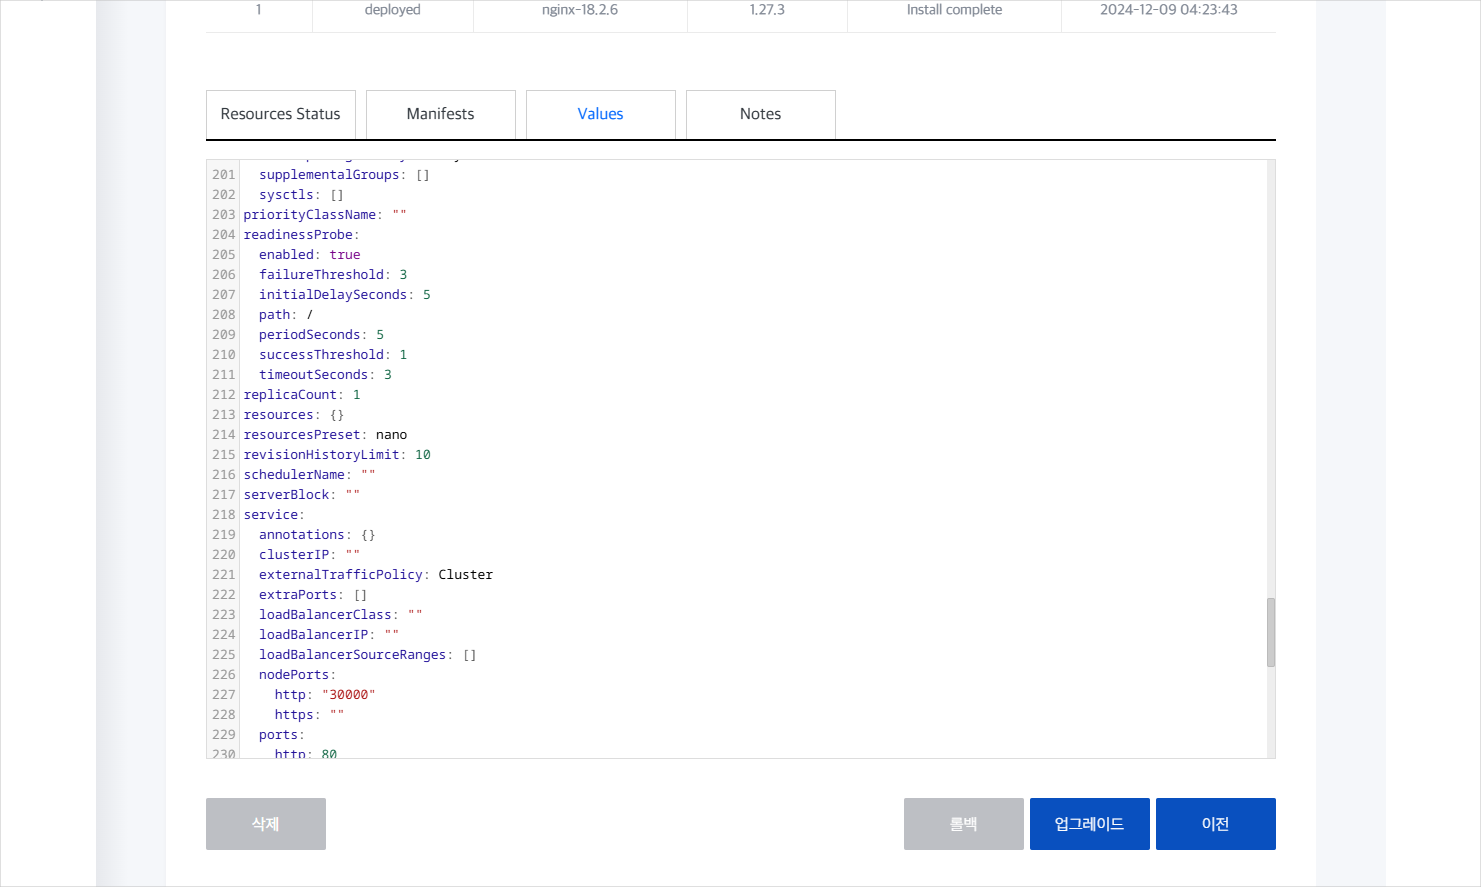 1 deployed nginx-18.2.6 1.27.3 Install complete 2024-12-09 04:23:43
Resources Status Manifests Values Notes
201 supplementalGroups: []
202 sysctls: []
203 priorityClassName: ""
204 readinessProbe:
205 enabled: true
206 failureThreshold: 3
207 initialDelaySeconds: 5
208 path: /
209 periodSeconds: 5
210 successThreshold: 1
211 timeoutSeconds: 3
212 replicaCount: 1
213 resources: {}
214 resourcesPreset: nano
215 revisionHistoryLimit: 10
216 schedulerName: ""
217 serverBlock: ""
218 service:
219 annotations: {}
220 clusterIP: ""
221 externalTrafficPolicy: Cluster
222 extraPorts: []
223 loadBalancerClass: ""
224 loadBalancerIP: ""
225 loadBalancerSourceRanges: []
226 nodePorts:
227 http: "30000"
228 https: ""
229 ports:
230 http: 80
삭제 롤백 업그레이드 이전